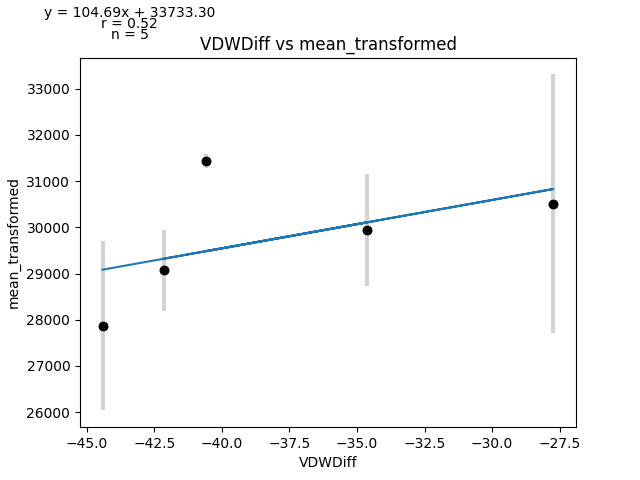 y = 104.69x + 33733.30
r = 0.52
n = 5
VDWDiff vs mean_transformed
33000
32000
31000
30000
29000
28000
27000
26000
mean_transformed
−45.0 −42.5 −40.0 −37.5 −35.0 −32.5 −30.0 −27.5
VDWDiff